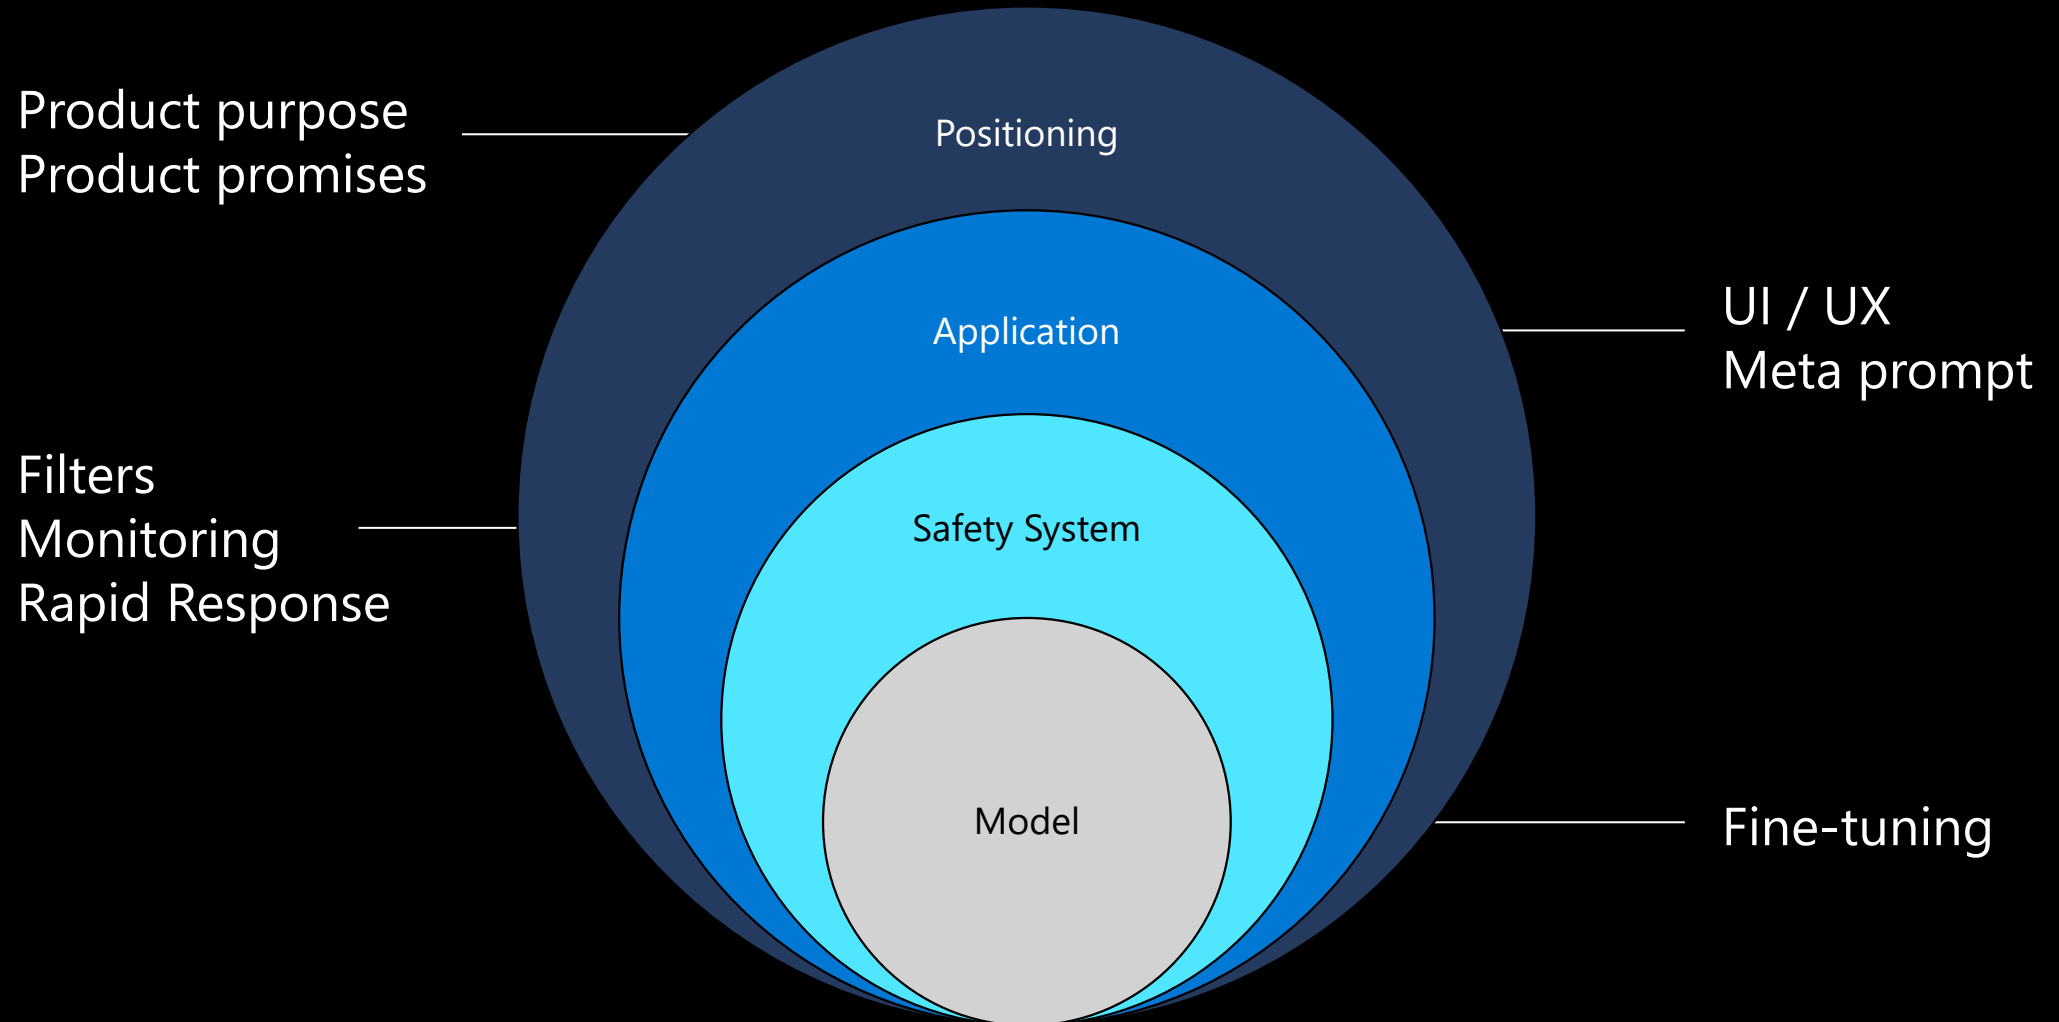 Product purpose
Product promises
Positioning
UI / UX
Meta prompt
Application
Filters
Monitoring
Rapid Response
Safety System
Model
Fine-tuning